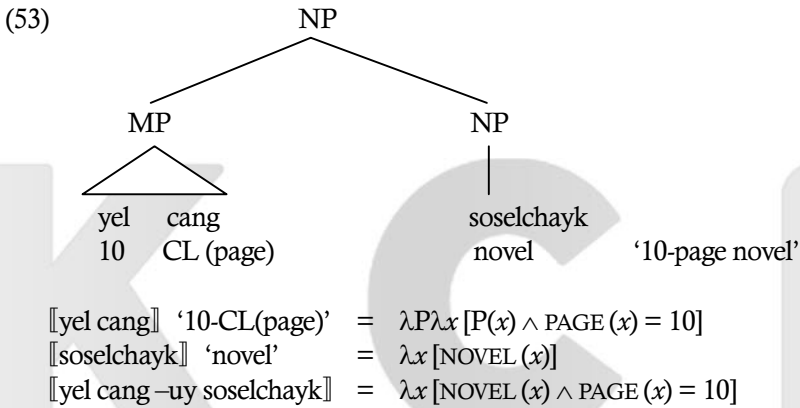 (53) NP
MP NP
yel cang soselchayk
10 CL (page) novel ‘10-page novel’
⟦yel cang⟧ ‘10-CL(page)’ = λPλx [P(x) ∧ PAGE (x) = 10]
⟦soselchayk⟧ ‘novel’ = λx [NOVEL (x)]
⟦yel cang –uy soselchayk⟧ = λx [NOVEL (x) ∧ PAGE (x) = 10]